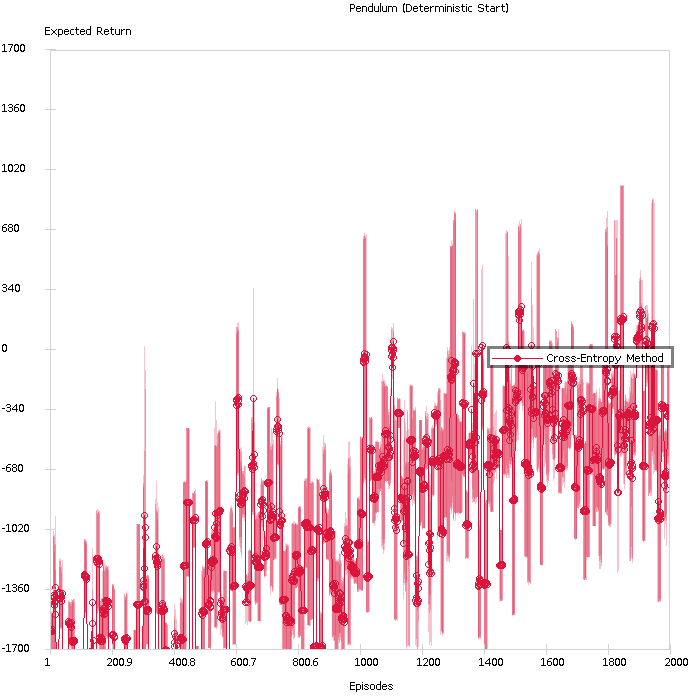 Pendulum (Deterministic Start)
Expected Return
1700
1360
1020
680
340
0
-340
-680
-1020
-1360
-1700
Cross-Entropy Method
1 200.9 400.8 600.7 800.6 1000 1200 1400 1600 1800 2000
Episodes